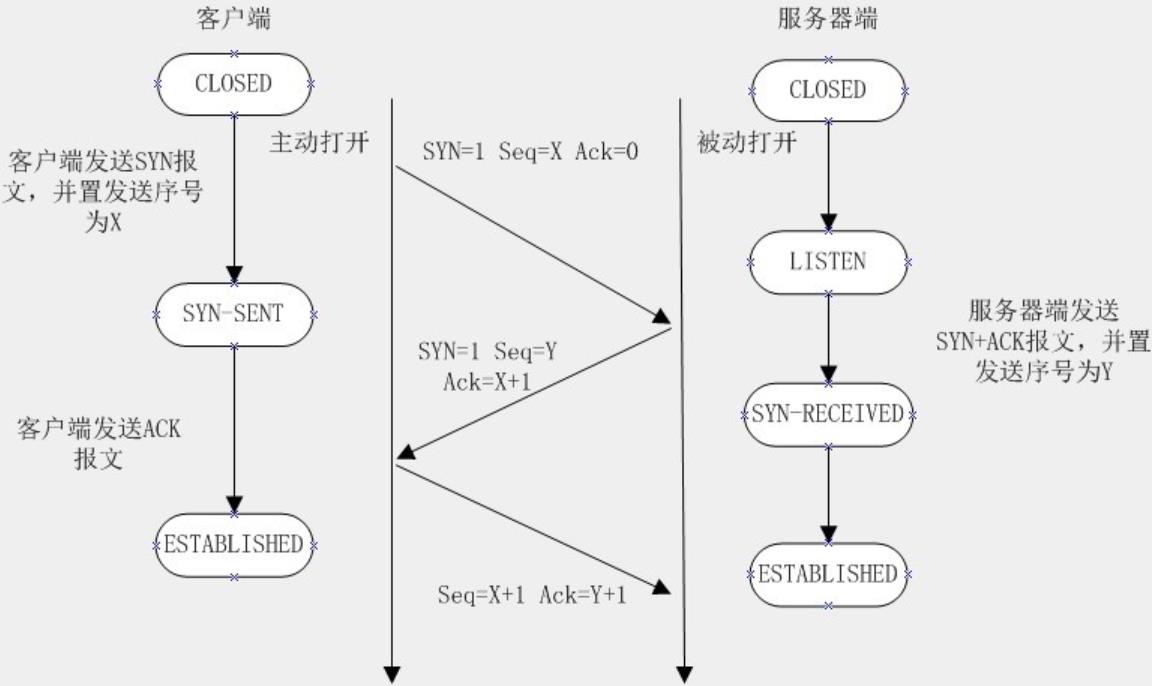 客户端
服务器端
CLOSED
CLOSED
主动打开
被动打开
SYN=1 Seq=X Ack=0
客户端发送SYN报
文，并置发送序号
为X
LISTEN
SYN-SENT
服务器端发送
SYN+ACK报文，并置
发送序号为Y
SYN=1 Seq=Y
Ack=X+1
SYN-RECEIVED
客户端发送ACK
报文
ESTABLISHED
ESTABLISHED
Seq=X+1 Ack=Y+1